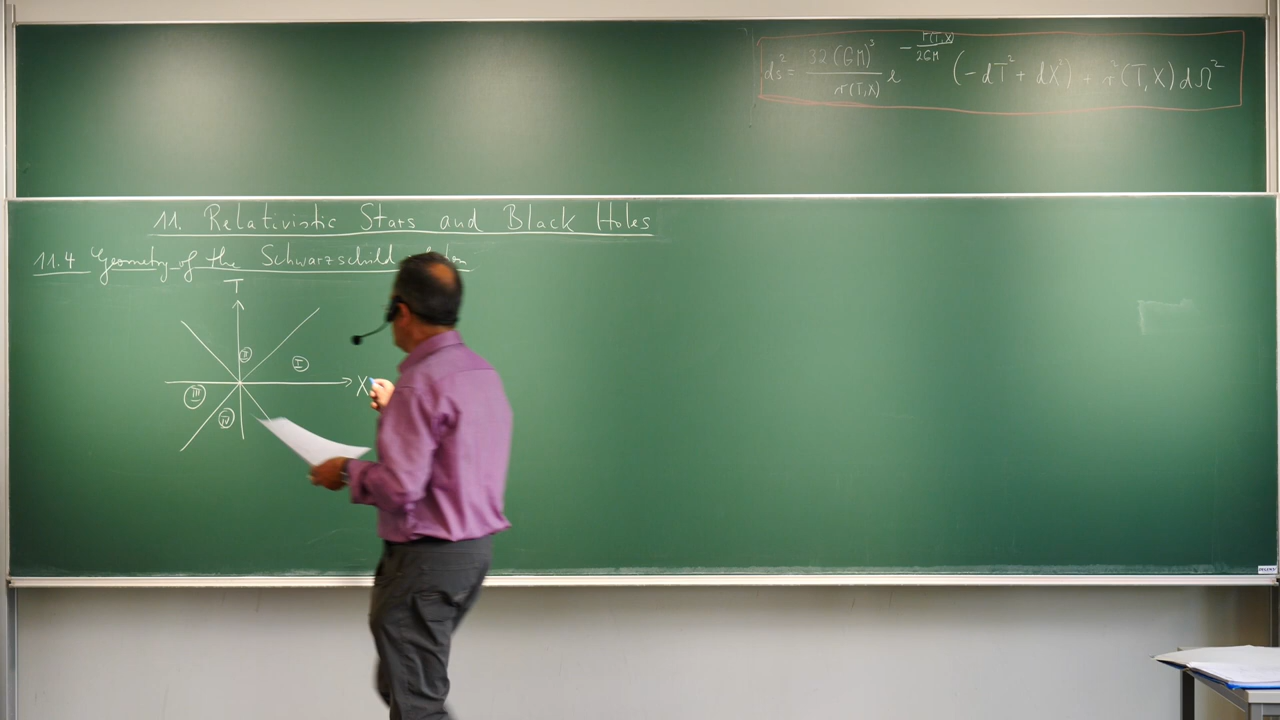 ds² = 32(GM)³ / r(T,X) e^(-r(T,X)/2GM) (-dT² + dX²) + r²(T,X) dΩ²
11. Relativistic Stars and Black Holes
11.4 Geometry of the Schwarzschild
T
II
I
X
III
IV